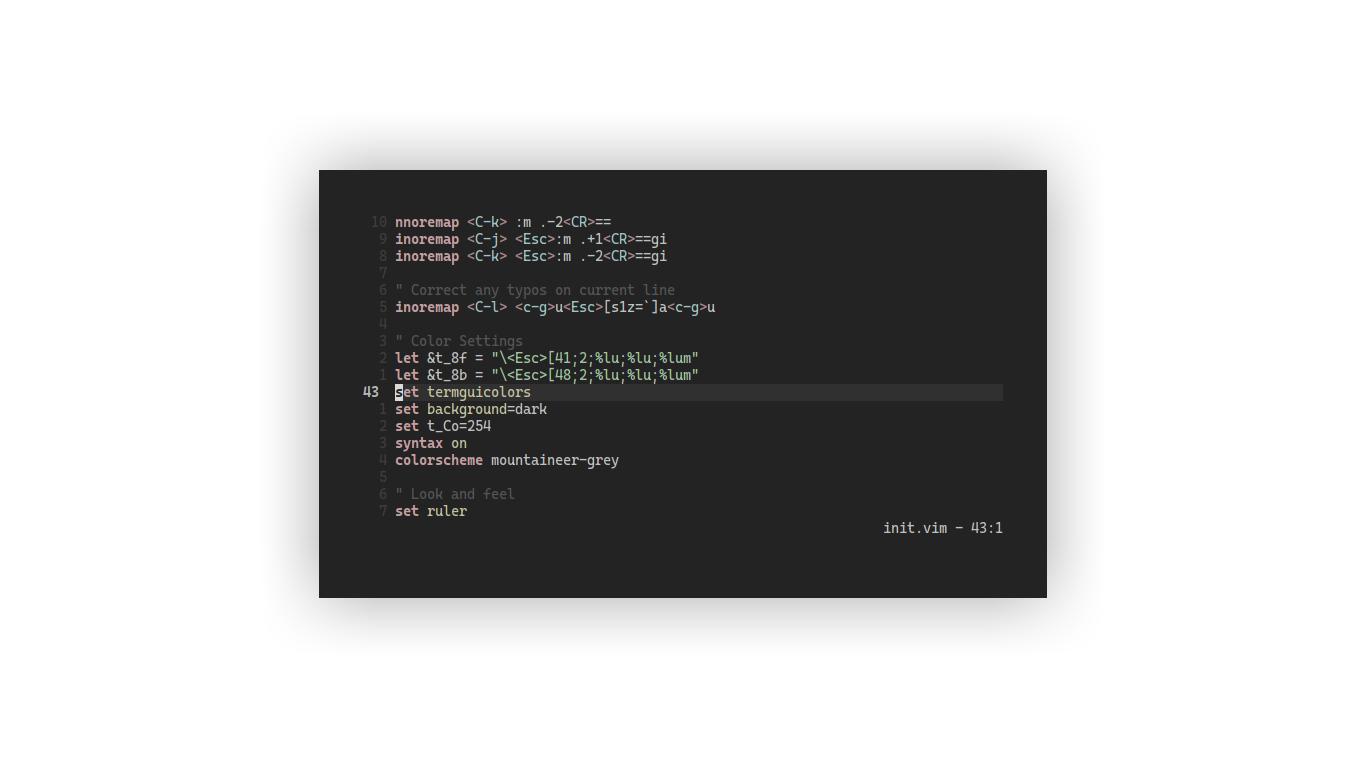 10 nnoremap <C-k> :m .-2<CR>==
9 inoremap <C-j> <Esc>:m .+1<CR>==gi
8 inoremap <C-k> <Esc>:m .-2<CR>==gi
7
6 " Correct any typos on current line
5 inoremap <C-l> <c-g>u<Esc>[s1z=`]a<c-g>u
4
3 " Color Settings
2 let &t_8f = "\<Esc>[41;2;%lu;%lu;%lum"
1 let &t_8b = "\<Esc>[48;2;%lu;%lu;%lum"
43 set termguicolors
1 set background=dark
2 set t_Co=254
3 syntax on
4 colorscheme mountaineer-grey
5
6 " Look and feel
7 set ruler
init.vim - 43:1